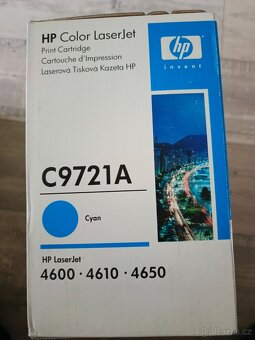 HP Color LaserJet
Print Cartridge
Cartouche d'Impression
Laserová Tisková Kazeta HP
hp
invent
C9721A
Cyan
HP LaserJet
4600 · 4610 · 4650